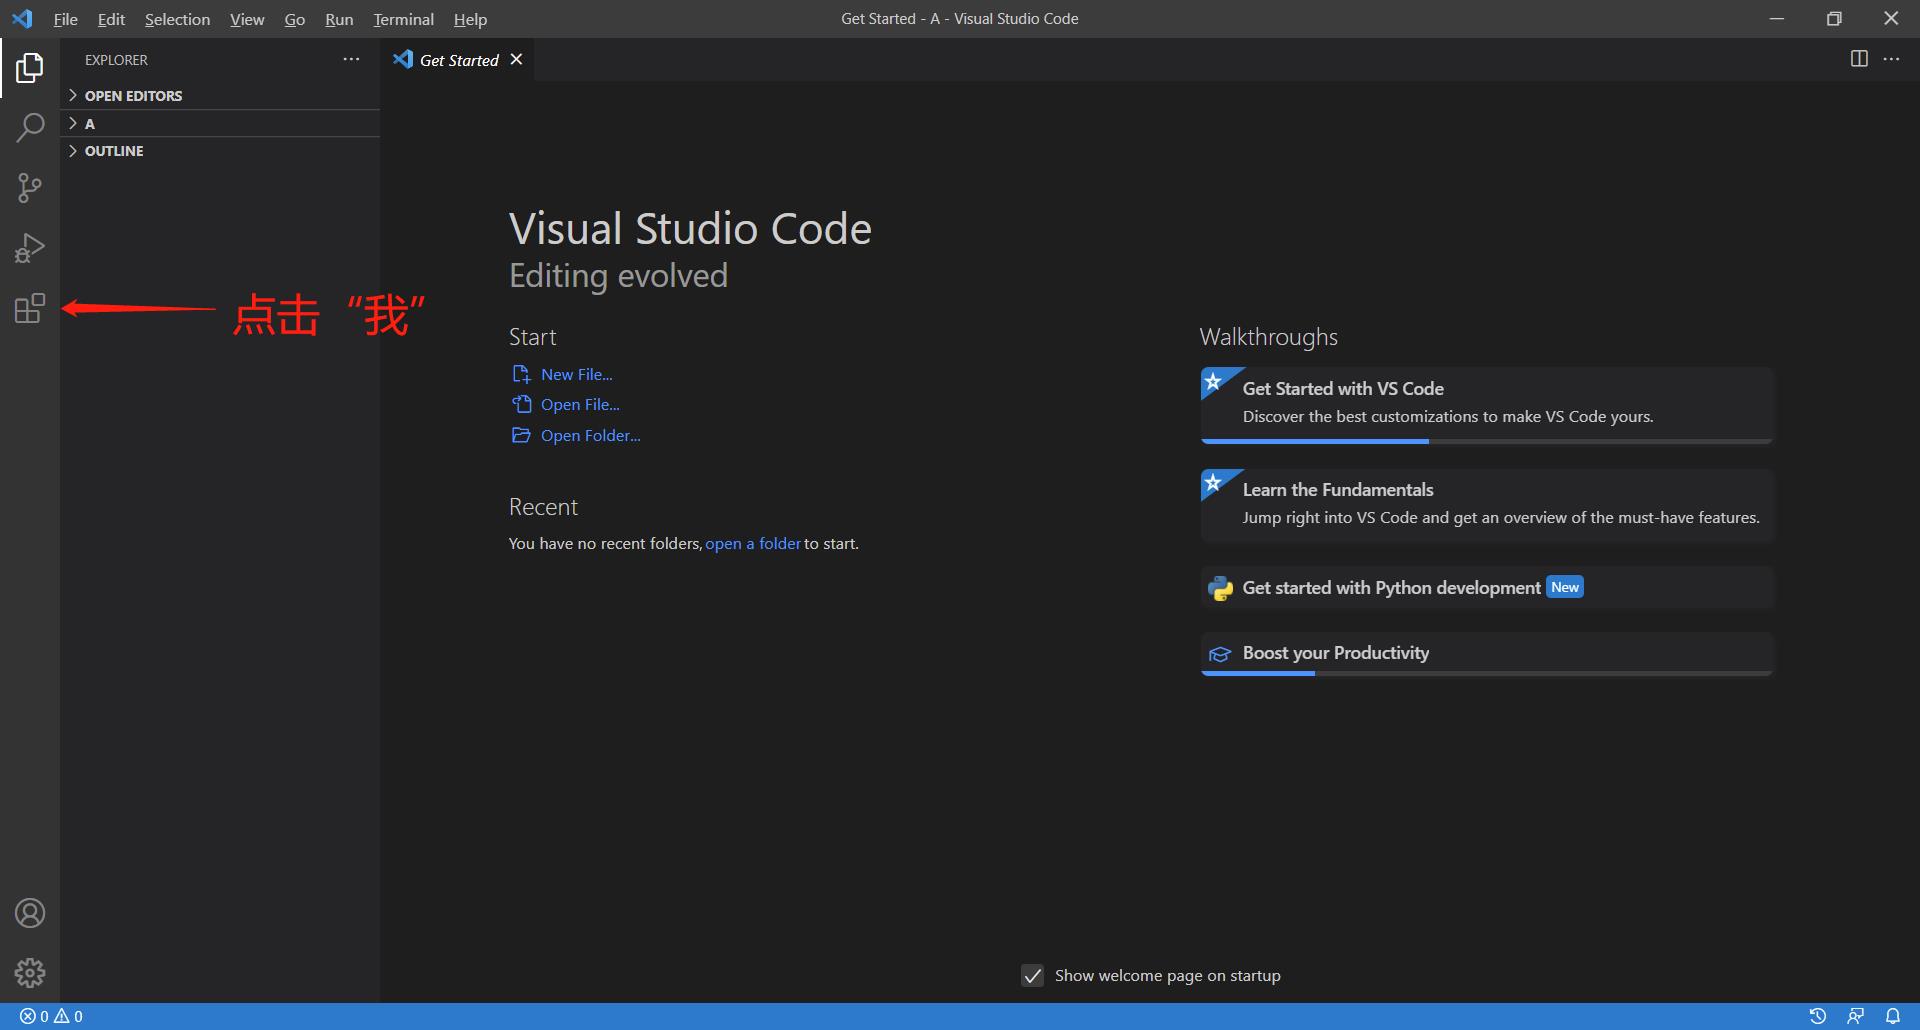 File Edit Selection View Go Run Terminal Help
Get Started - A - Visual Studio Code
EXPLORER
Get Started
OPEN EDITORS
A
OUTLINE
点击“我”
Visual Studio Code
Editing evolved
Start
New File...
Open File...
Open Folder...
Recent
You have no recent folders, open a folder to start.
Walkthroughs
Get Started with VS Code
Discover the best customizations to make VS Code yours.
Learn the Fundamentals
Jump right into VS Code and get an overview of the must-have features.
Get started with Python development New
Boost your Productivity
Show welcome page on startup
0 0